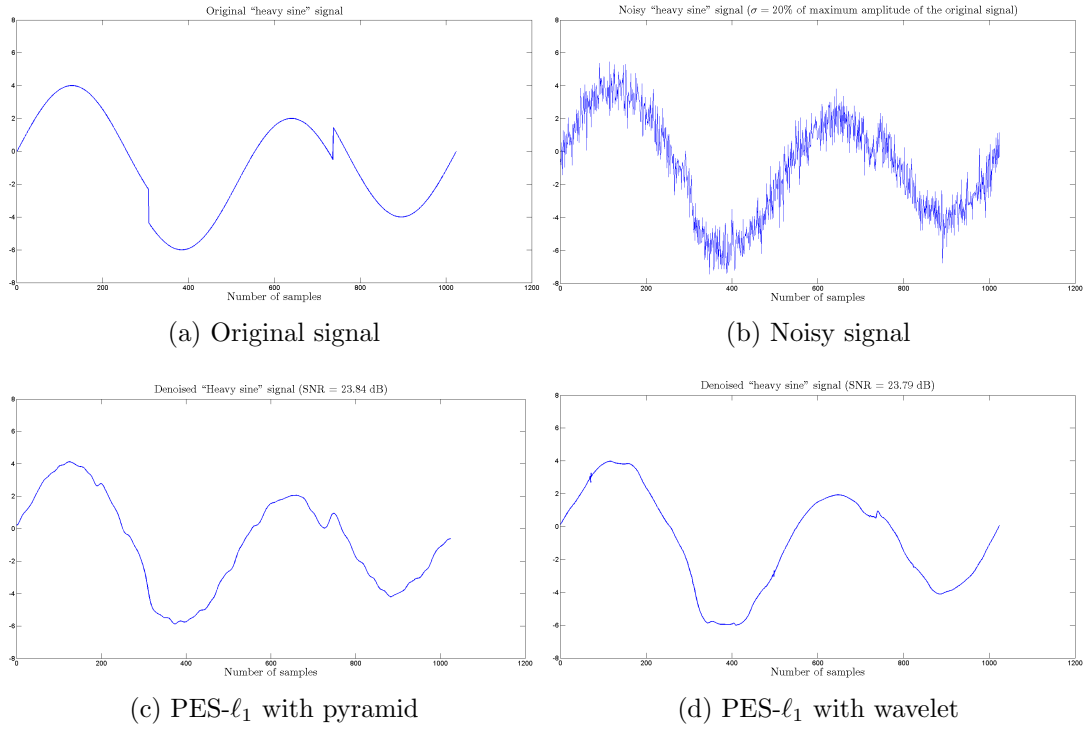 Original “heavy sine” signal
8
6
4
2
0
-2
-4
-6
-8
0 200 400 600 800 1000 1200
Number of samples
(a) Original signal
Noisy “heavy sine” signal (σ = 20% of maximum amplitude of the original signal)
8
6
4
2
0
-2
-4
-6
-8
0 200 400 600 800 1000 1200
Number of samples
(b) Noisy signal
Denoised “Heavy sine” signal (SNR = 23.84 dB)
8
6
4
2
0
-2
-4
-6
-8
0 200 400 600 800 1000 1200
Number of samples
(c) PES-ℓ₁ with pyramid
Denoised “heavy sine” signal (SNR = 23.79 dB)
8
6
4
2
0
-2
-4
-6
-8
0 200 400 600 800 1000 1200
Number of samples
(d) PES-ℓ₁ with wavelet